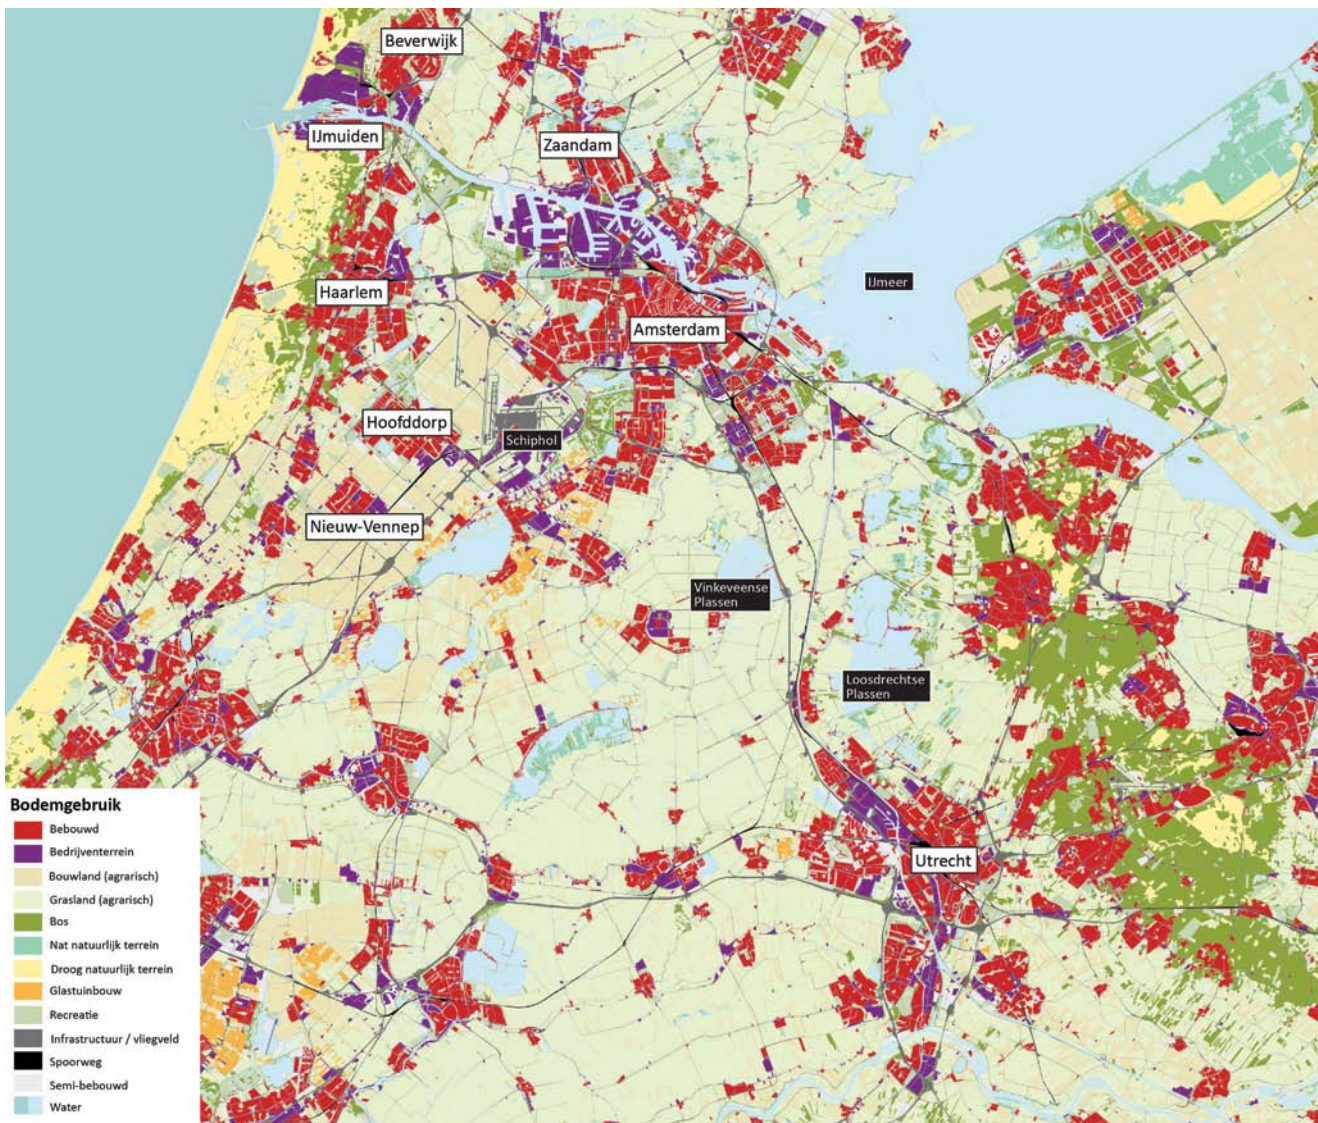 Beverwijk
IJmuiden
Zaandam
IJmeer
Haarlem
Amsterdam
Hoofddorp
Schiphol
Nieuw-Vennep
Vinkeveense
Plassen
Loosdrechtse
Plassen
Utrecht
Bodemgebruik
Bebouwd
Bedrijventerrein
Bouwland (agrarisch)
Grasland (agrarisch)
Bos
Nat natuurlijk terrein
Droog natuurlijk terrein
Glastuinbouw
Recreatie
Infrastructuur / vliegveld
Spoorweg
Semi-bebouwd
Water